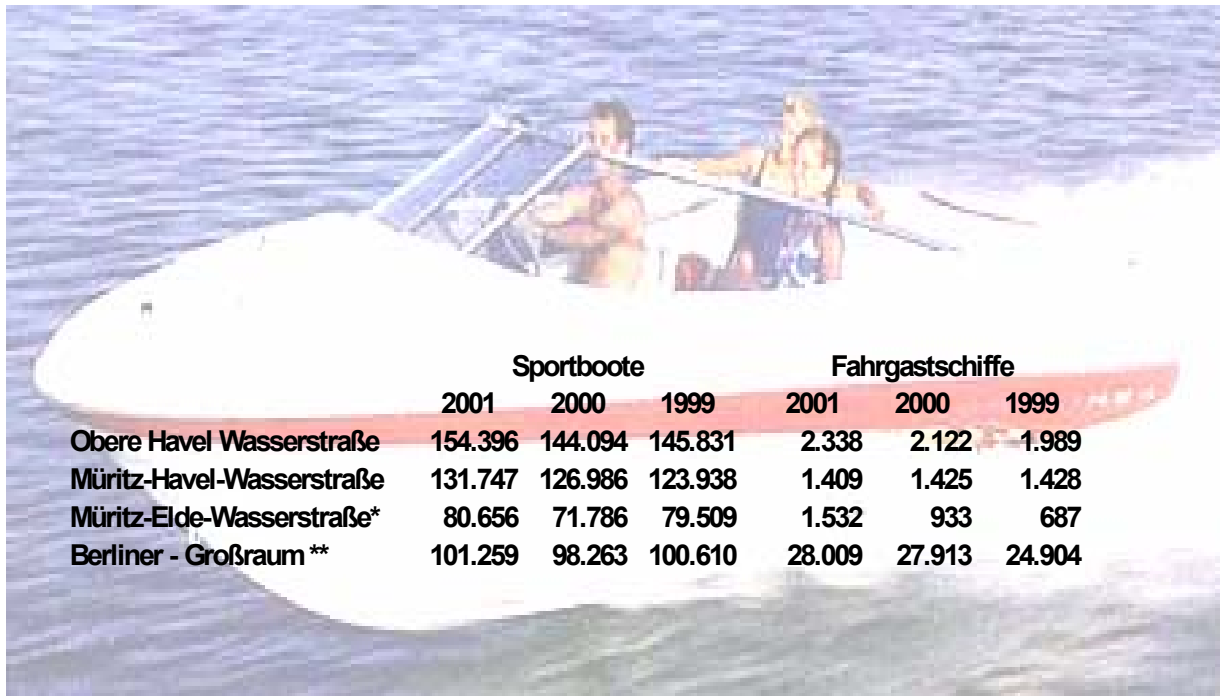 Sportboote Fahrgastschiffe
2001 2000 1999 2001 2000 1999
Obere Havel Wasserstraße 154.396 144.094 145.831 2.338 2.122 1.989
Müritz-Havel-Wasserstraße 131.747 126.986 123.938 1.409 1.425 1.428
Müritz-Elde-Wasserstraße* 80.656 71.786 79.509 1.532 933 687
Berliner - Großraum ** 101.259 98.263 100.610 28.009 27.913 24.904